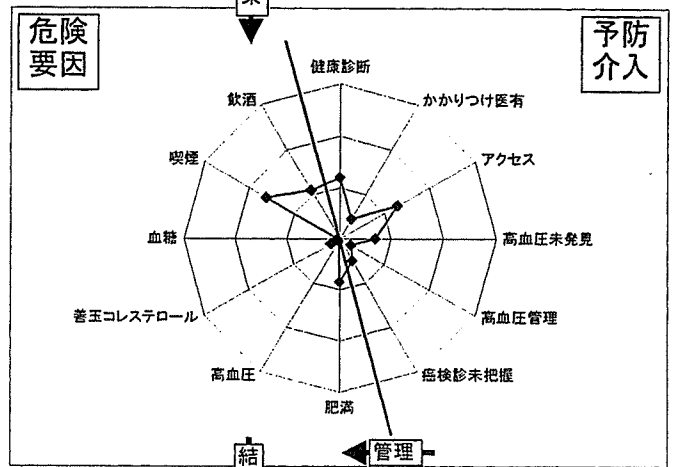 危険
要因
予防
介入
健康診断
かかりつけ医有
アクセス
高血圧未発見
高血圧管理
癌検診未把握
肥満
高血圧
善玉コレステロール
血糖
喫煙
飲酒
結
管理